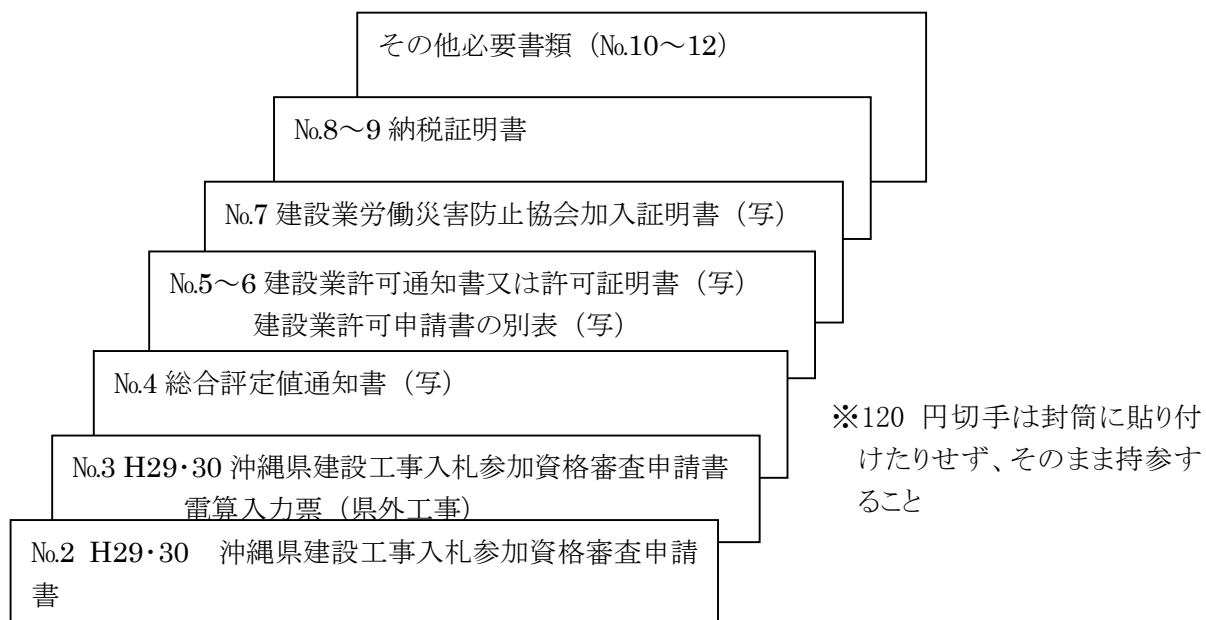 その他必要書類（№10～12）
№8～9 納税証明書
№7 建設業労働災害防止協会加入証明書（写）
№5～6 建設業許可通知書又は許可証明書（写）
建設業許可申請書の別表（写）
№4 総合評定値通知書（写）
※120 円切手は封筒に貼り付
けたりせず、そのまま持参す
ること
№3 H29・30 沖縄県建設工事入札参加資格審査申請書
電算入力票（県外工事）
№2 H29・30　沖縄県建設工事入札参加資格審査申請
書